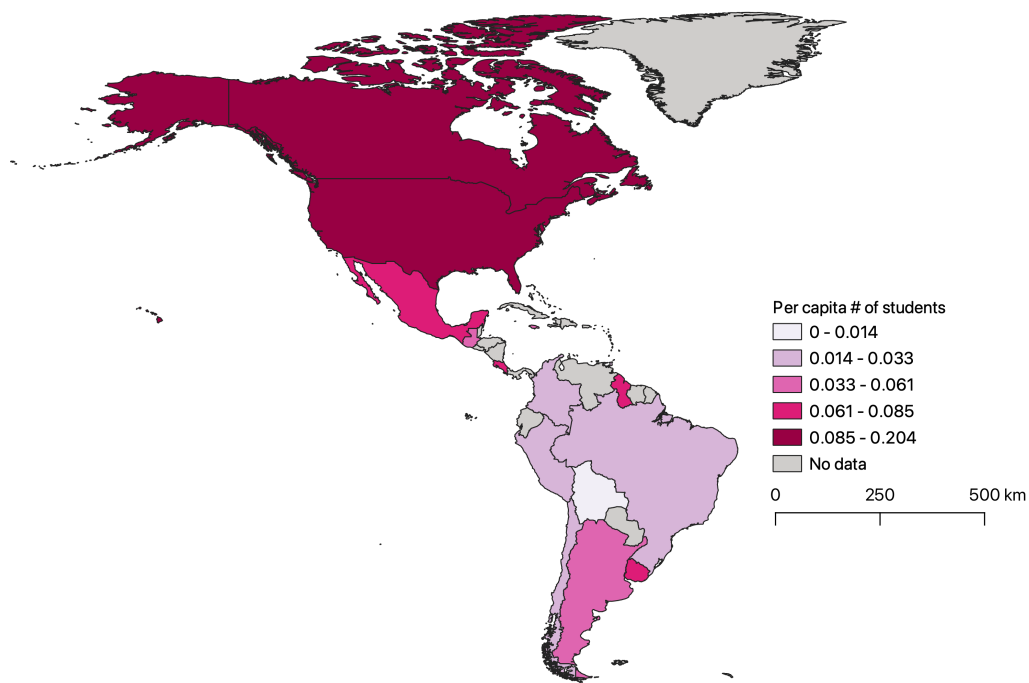 Per capita # of students
0 - 0.014
0.014 - 0.033
0.033 - 0.061
0.061 - 0.085
0.085 - 0.204
No data
0 250 500 km